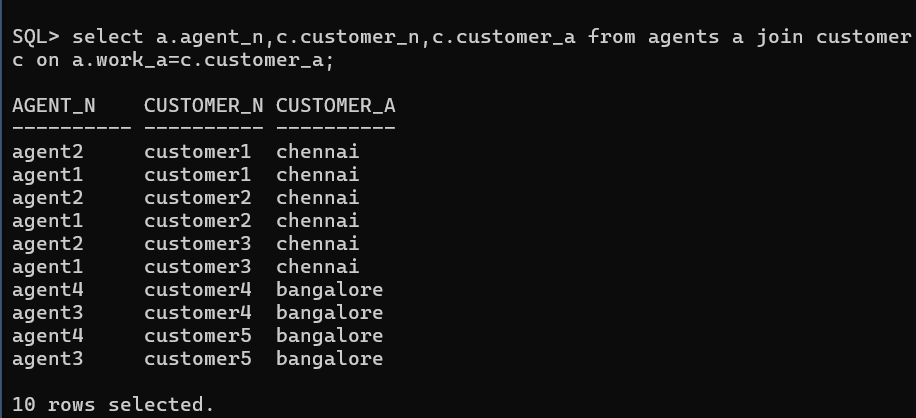 SQL> select a.agent_n,c.customer_n,c.customer_a from agents a join customer
c on a.work_a=c.customer_a;
AGENT_N    CUSTOMER_N CUSTOMER_A
---------- ---------- ----------
agent2     customer1  chennai
agent1     customer1  chennai
agent2     customer2  chennai
agent1     customer2  chennai
agent2     customer3  chennai
agent1     customer3  chennai
agent4     customer4  bangalore
agent3     customer4  bangalore
agent4     customer5  bangalore
agent3     customer5  bangalore
10 rows selected.